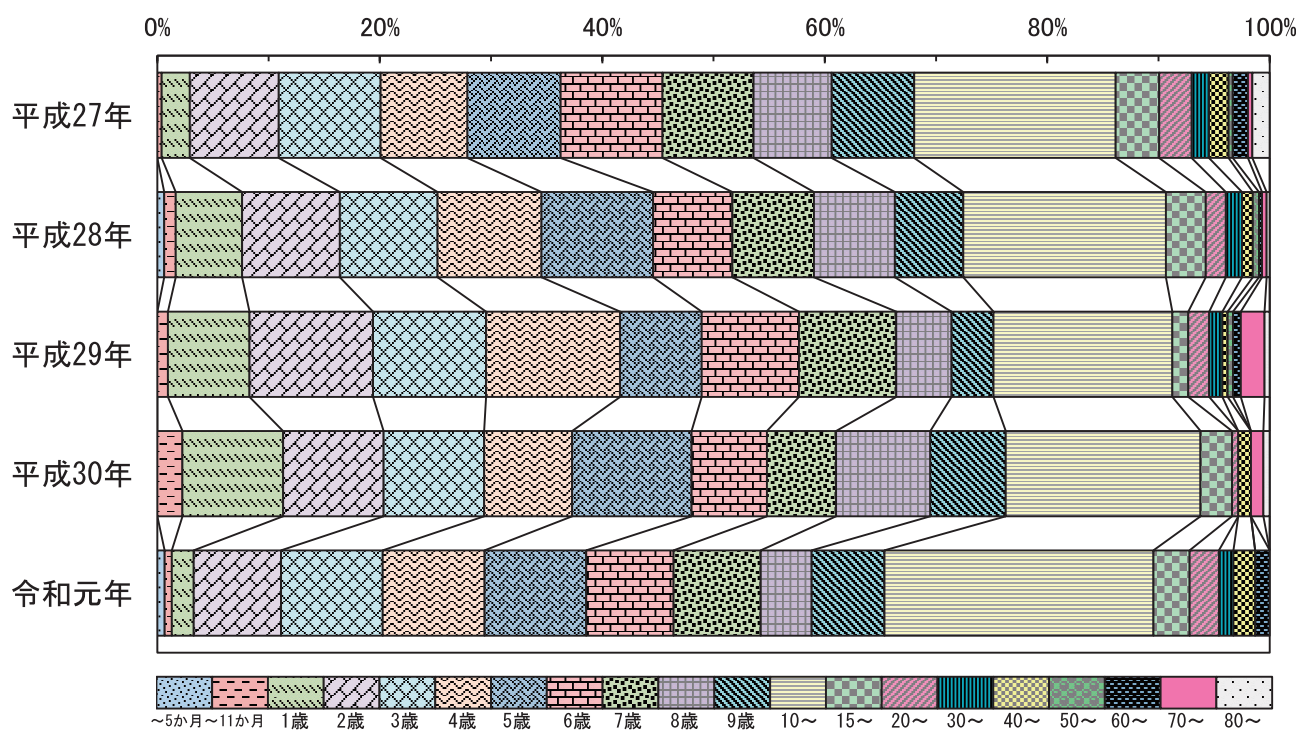 0% 20% 40% 60% 80% 100%
平成27年
平成28年
平成29年
平成30年
令和元年
～5か月 ～11か月 1歳 2歳 3歳 4歳 5歳 6歳 7歳 8歳 9歳 10～ 15～ 20～ 30～ 40～ 50～ 60～ 70～ 80～